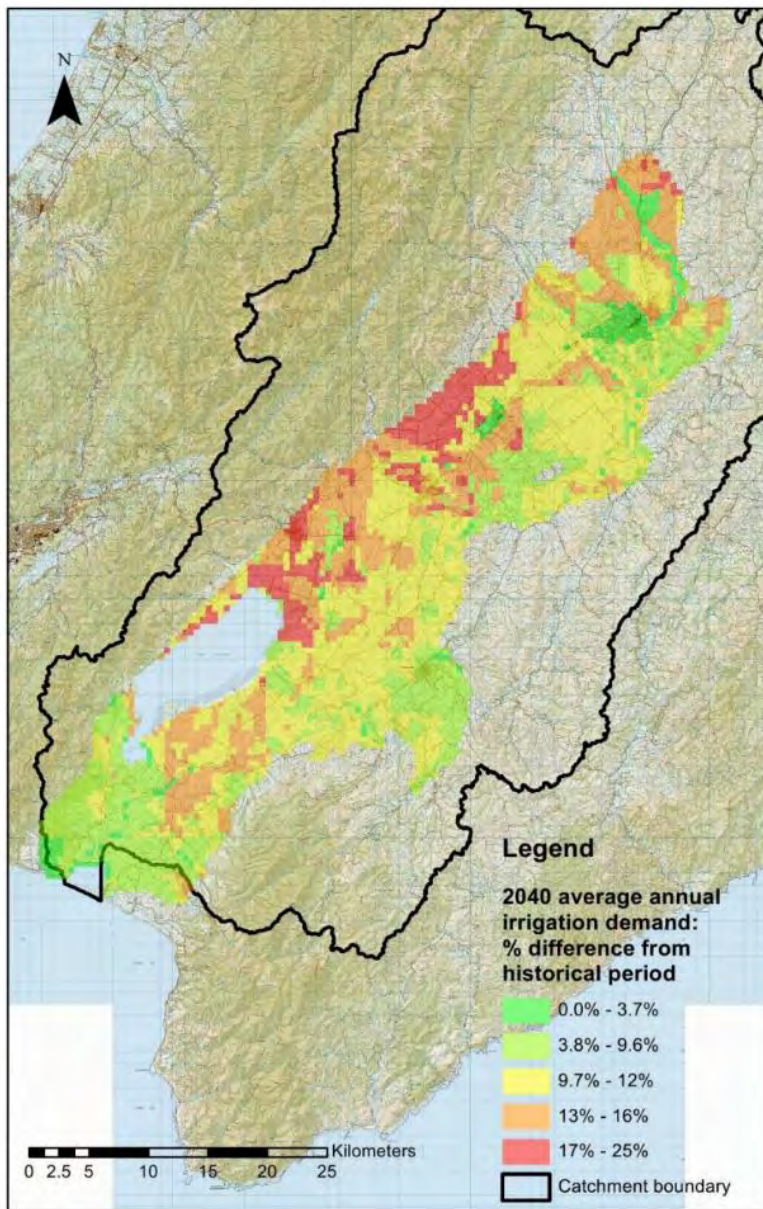 N
Legend
2040 average annual
irrigation demand:
% difference from
historical period
0.0% - 3.7%
3.8% - 9.6%
9.7% - 12%
13% - 16%
17% - 25%
Catchment boundary
Kilometers
0 2.5 5 10 15 20 25